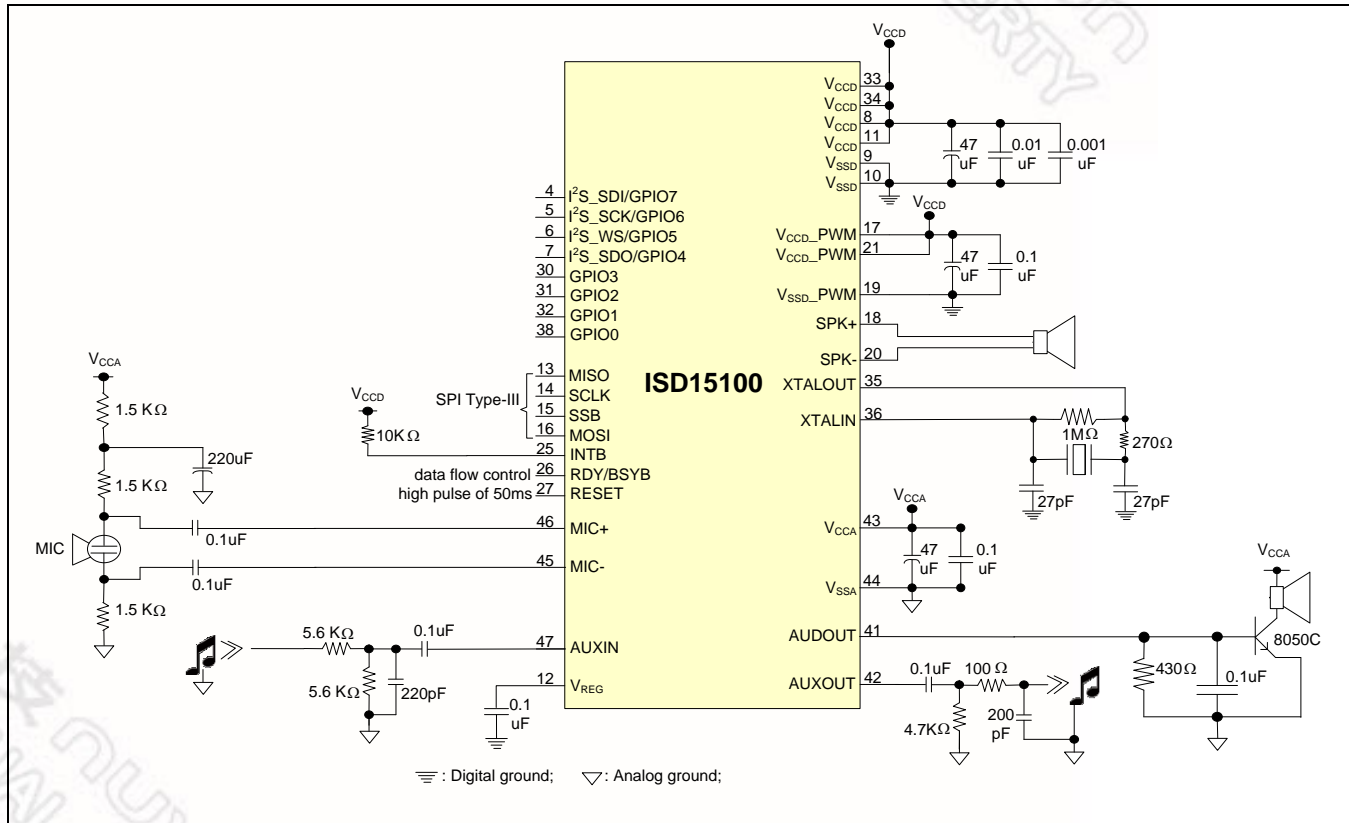 VCCD
VCCD 33
VCCD 34
VCCD 8
VCCD 11
VSSD 9
VSSD 10
47 uF
0.01 uF
0.001 uF
4 I²S_SDI/GPIO7
5 I²S_SCK/GPIO6
6 I²S_WS/GPIO5
7 I²S_SDO/GPIO4
30 GPIO3
31 GPIO2
32 GPIO1
38 GPIO0
VCCD
VCCD_PWM 17
VCCD_PWM 21
VSSD_PWM 19
47 uF
0.1 uF
SPK+ 18
SPK- 20
ISD15100
XTALOUT 35
XTALIN 36
1MΩ
270Ω
27pF
27pF
SPI Type-III
13 MISO
14 SCLK
15 SSB
16 MOSI
VCCD
10KΩ
25 INTB
data flow control 26 RDY/BSYB
high pulse of 50ms 27 RESET
VCCA
1.5 KΩ
220uF
1.5 KΩ
MIC
0.1uF
46 MIC+
0.1uF
45 MIC-
1.5 KΩ
VCCA
VCCA 43
VSSA 44
47 uF
0.1 uF
5.6 KΩ
0.1uF
47 AUXIN
5.6 KΩ
220pF
12 VREG
0.1 uF
AUDOUT 41
VCCA
8050C
430Ω
0.1uF
AUXOUT 42
0.1uF
100 Ω
4.7KΩ
200 pF
: Digital ground;
: Analog ground;